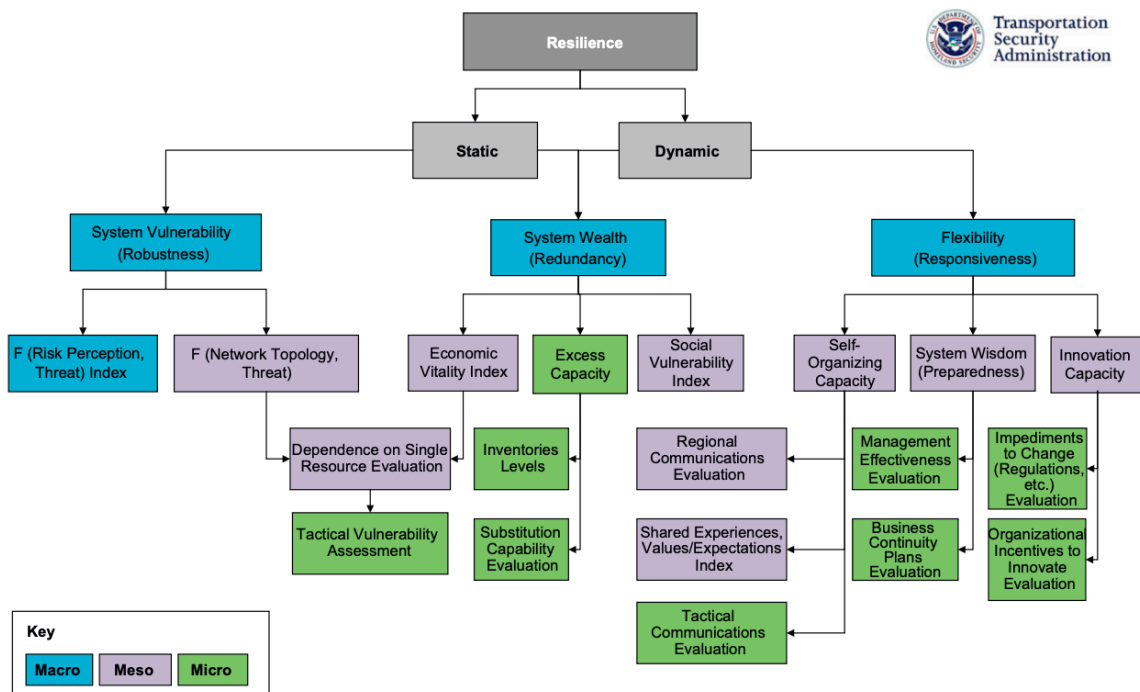 Resilience
Transportation
Security
Administration
U.S. DEPARTMENT OF
HOMELAND SECURITY
Static
Dynamic
System Vulnerability
(Robustness)
System Wealth
(Redundancy)
Flexibility
(Responsiveness)
F (Risk Perception,
Threat) Index
F (Network Topology,
Threat)
Economic
Vitality Index
Excess
Capacity
Social
Vulnerability
Index
Self-
Organizing
Capacity
System Wisdom
(Preparedness)
Innovation
Capacity
Dependence on Single
Resource Evaluation
Inventories
Levels
Regional
Communications
Evaluation
Management
Effectiveness
Evaluation
Impediments
to Change
(Regulations,
etc.)
Evaluation
Tactical Vulnerability
Assessment
Substitution
Capability
Evaluation
Shared Experiences,
Values/Expectations
Index
Business
Continuity
Plans
Evaluation
Organizational
Incentives to
Innovate
Evaluation
Tactical
Communications
Evaluation
Key
Macro
Meso
Micro